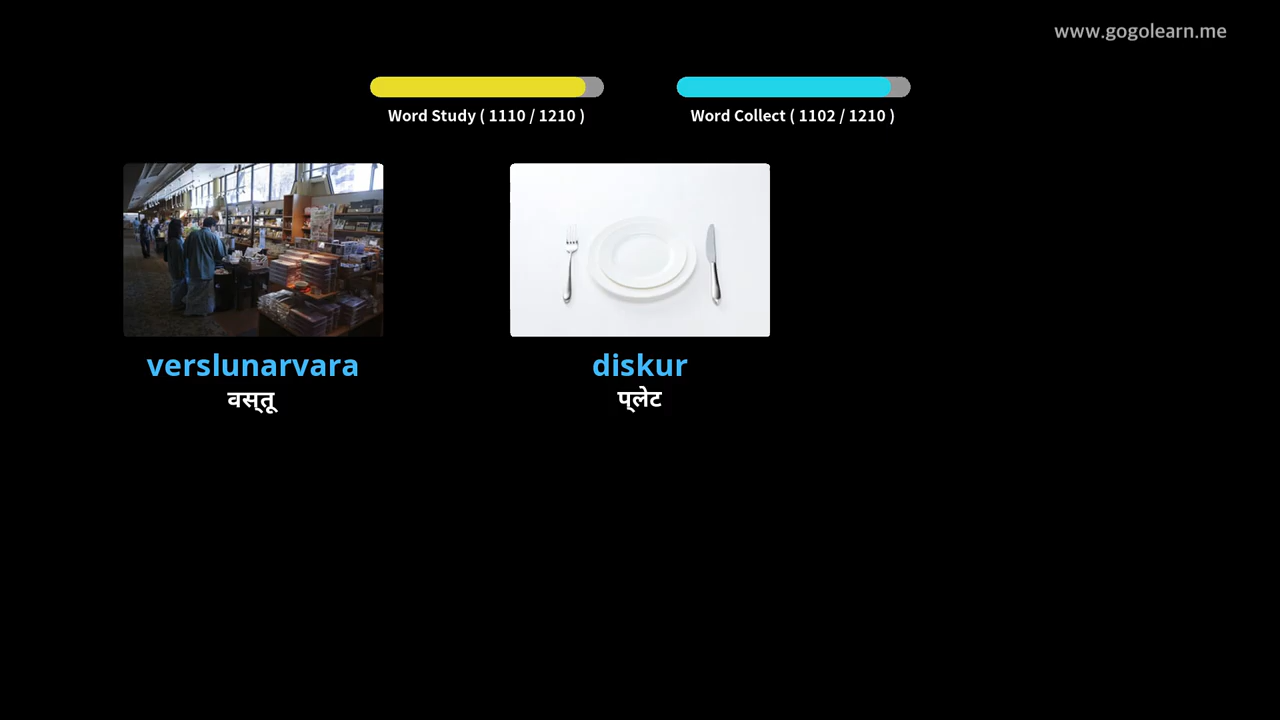 www.gogolearn.me
Word Study ( 1110 / 1210 )
Word Collect ( 1102 / 1210 )
verslunarvara
वस्तू
diskur
प्लेट